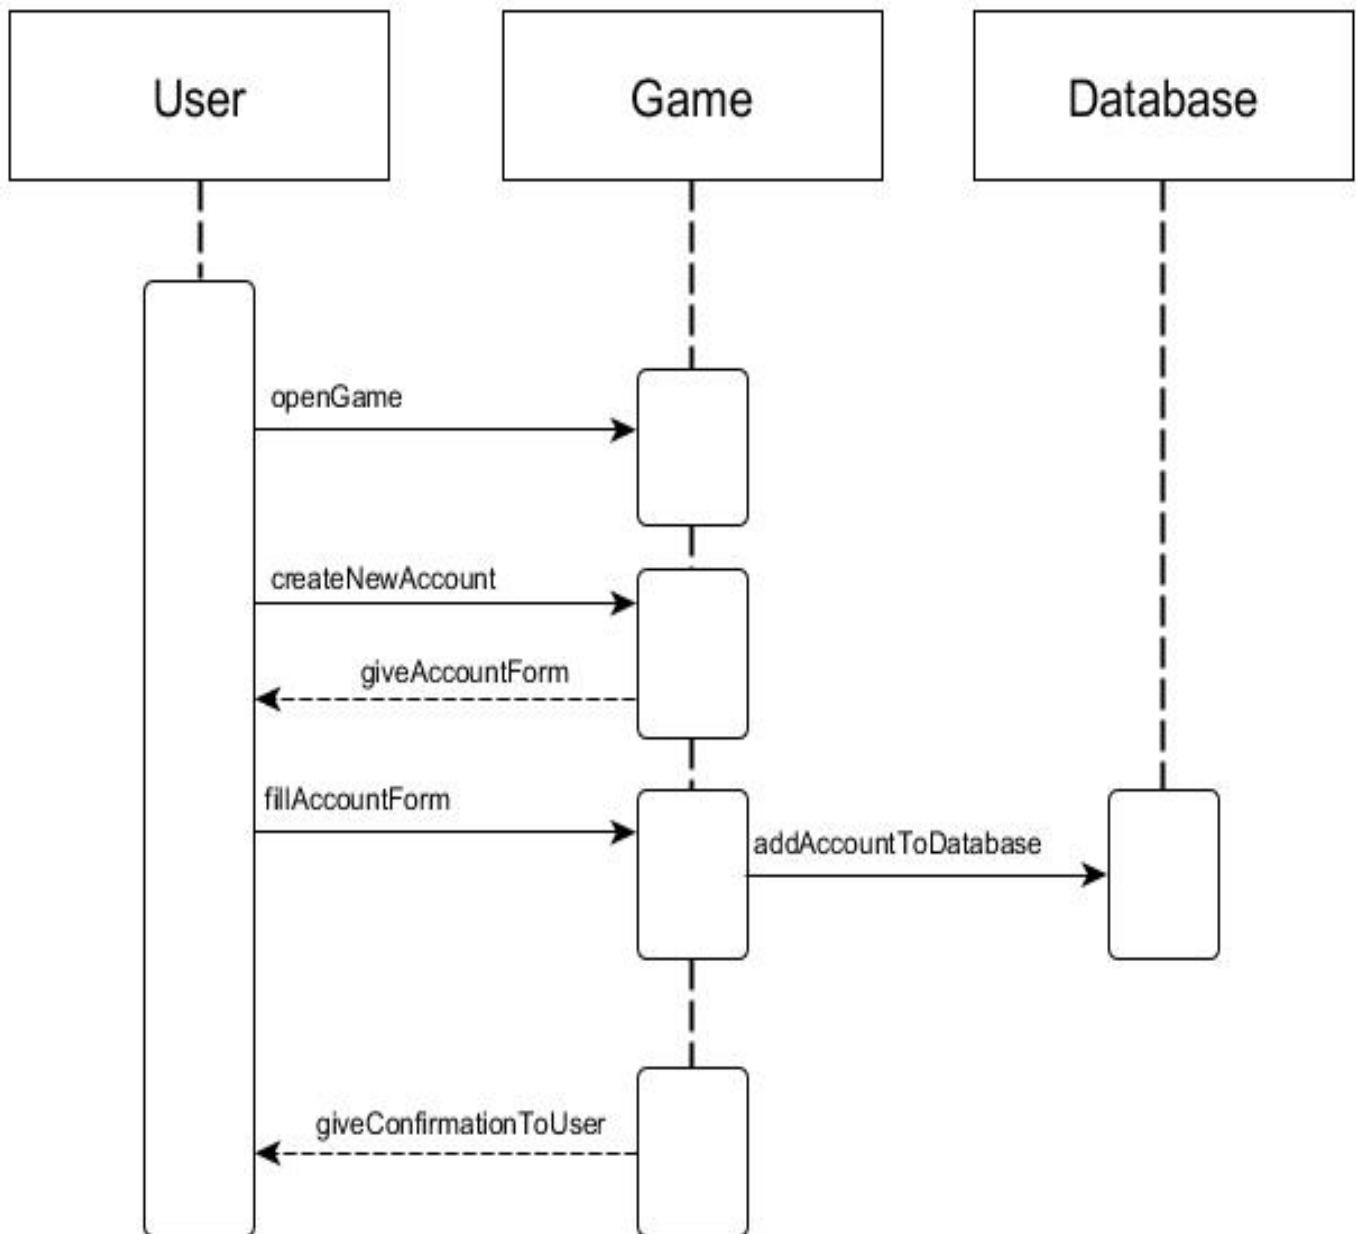 User
Game
Database
openGame
createNewAccount
giveAccountForm
fillAccountForm
addAccountToDatabase
giveConfirmationToUser